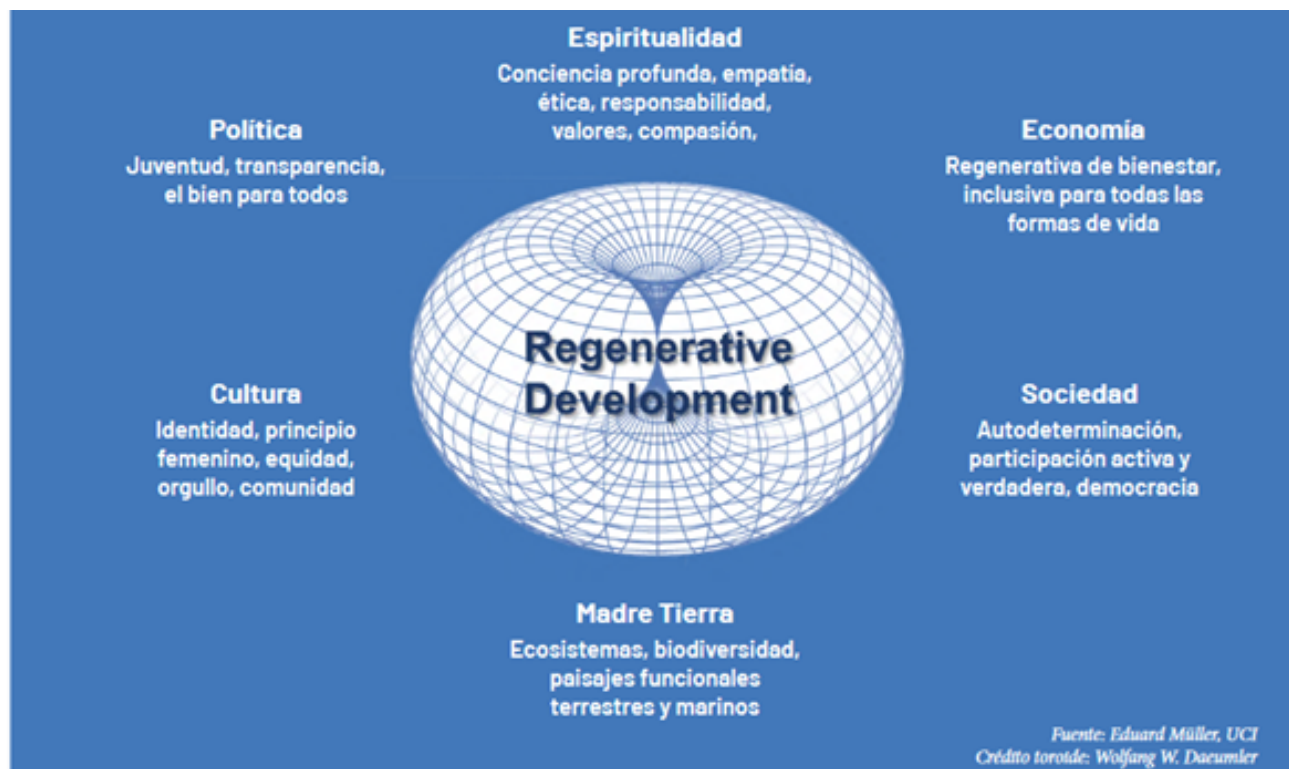 Espiritualidad
Conciencia profunda, empatía,
ética, responsabilidad,
valores, compasión,
Política
Juventud, transparencia,
el bien para todos
Economía
Regenerativa de bienestar,
inclusiva para todas las
formas de vida
Regenerative
Development
Cultura
Identidad, principio
femenino, equidad,
orgullo, comunidad
Sociedad
Autodeterminación,
participación activa y
verdadera, democracia
Madre Tierra
Ecosistemas, biodiversidad,
paisajes funcionales
terrestres y marinos
Fuente: Eduard Müller, UCI
Crédito torotde: Wolfgang W. Daeumler